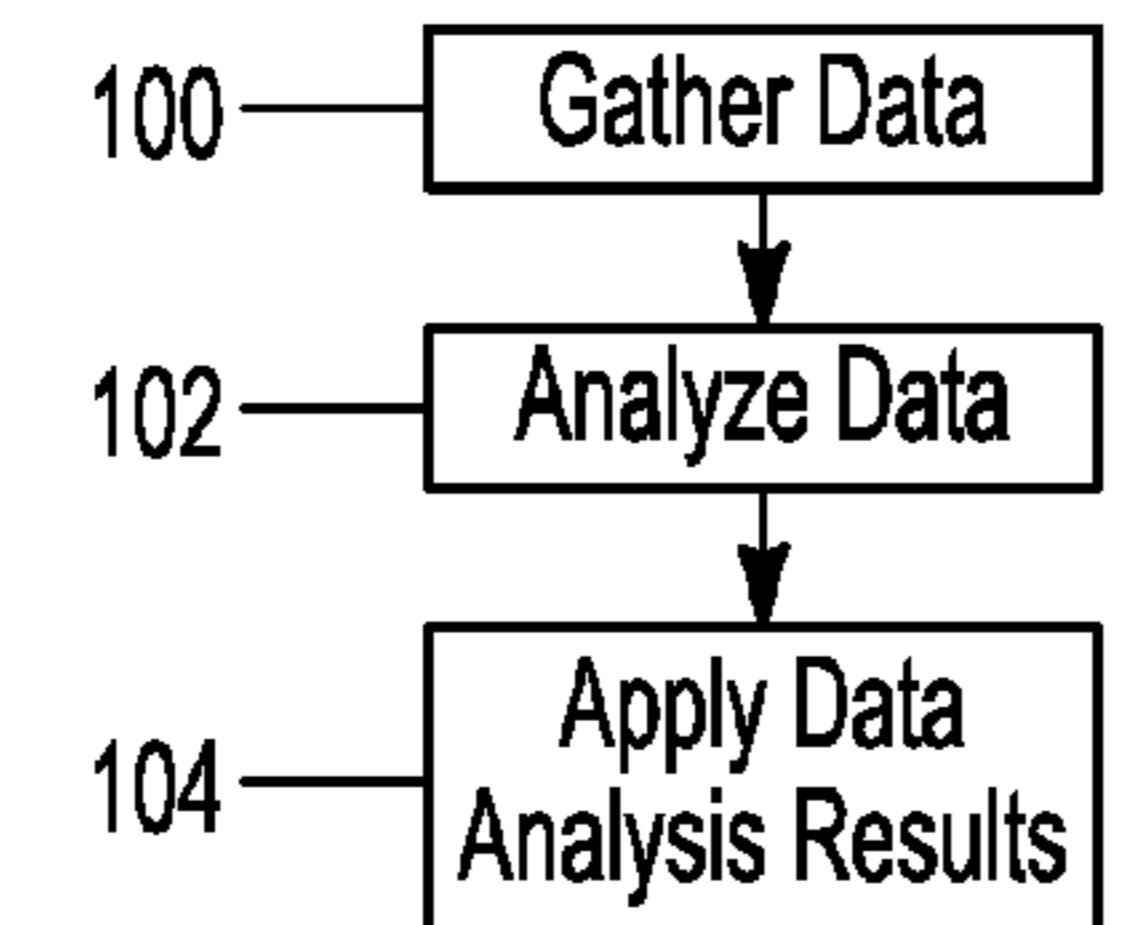 100 Gather Data
102 Analyze Data
104 Apply Data
Analysis Results